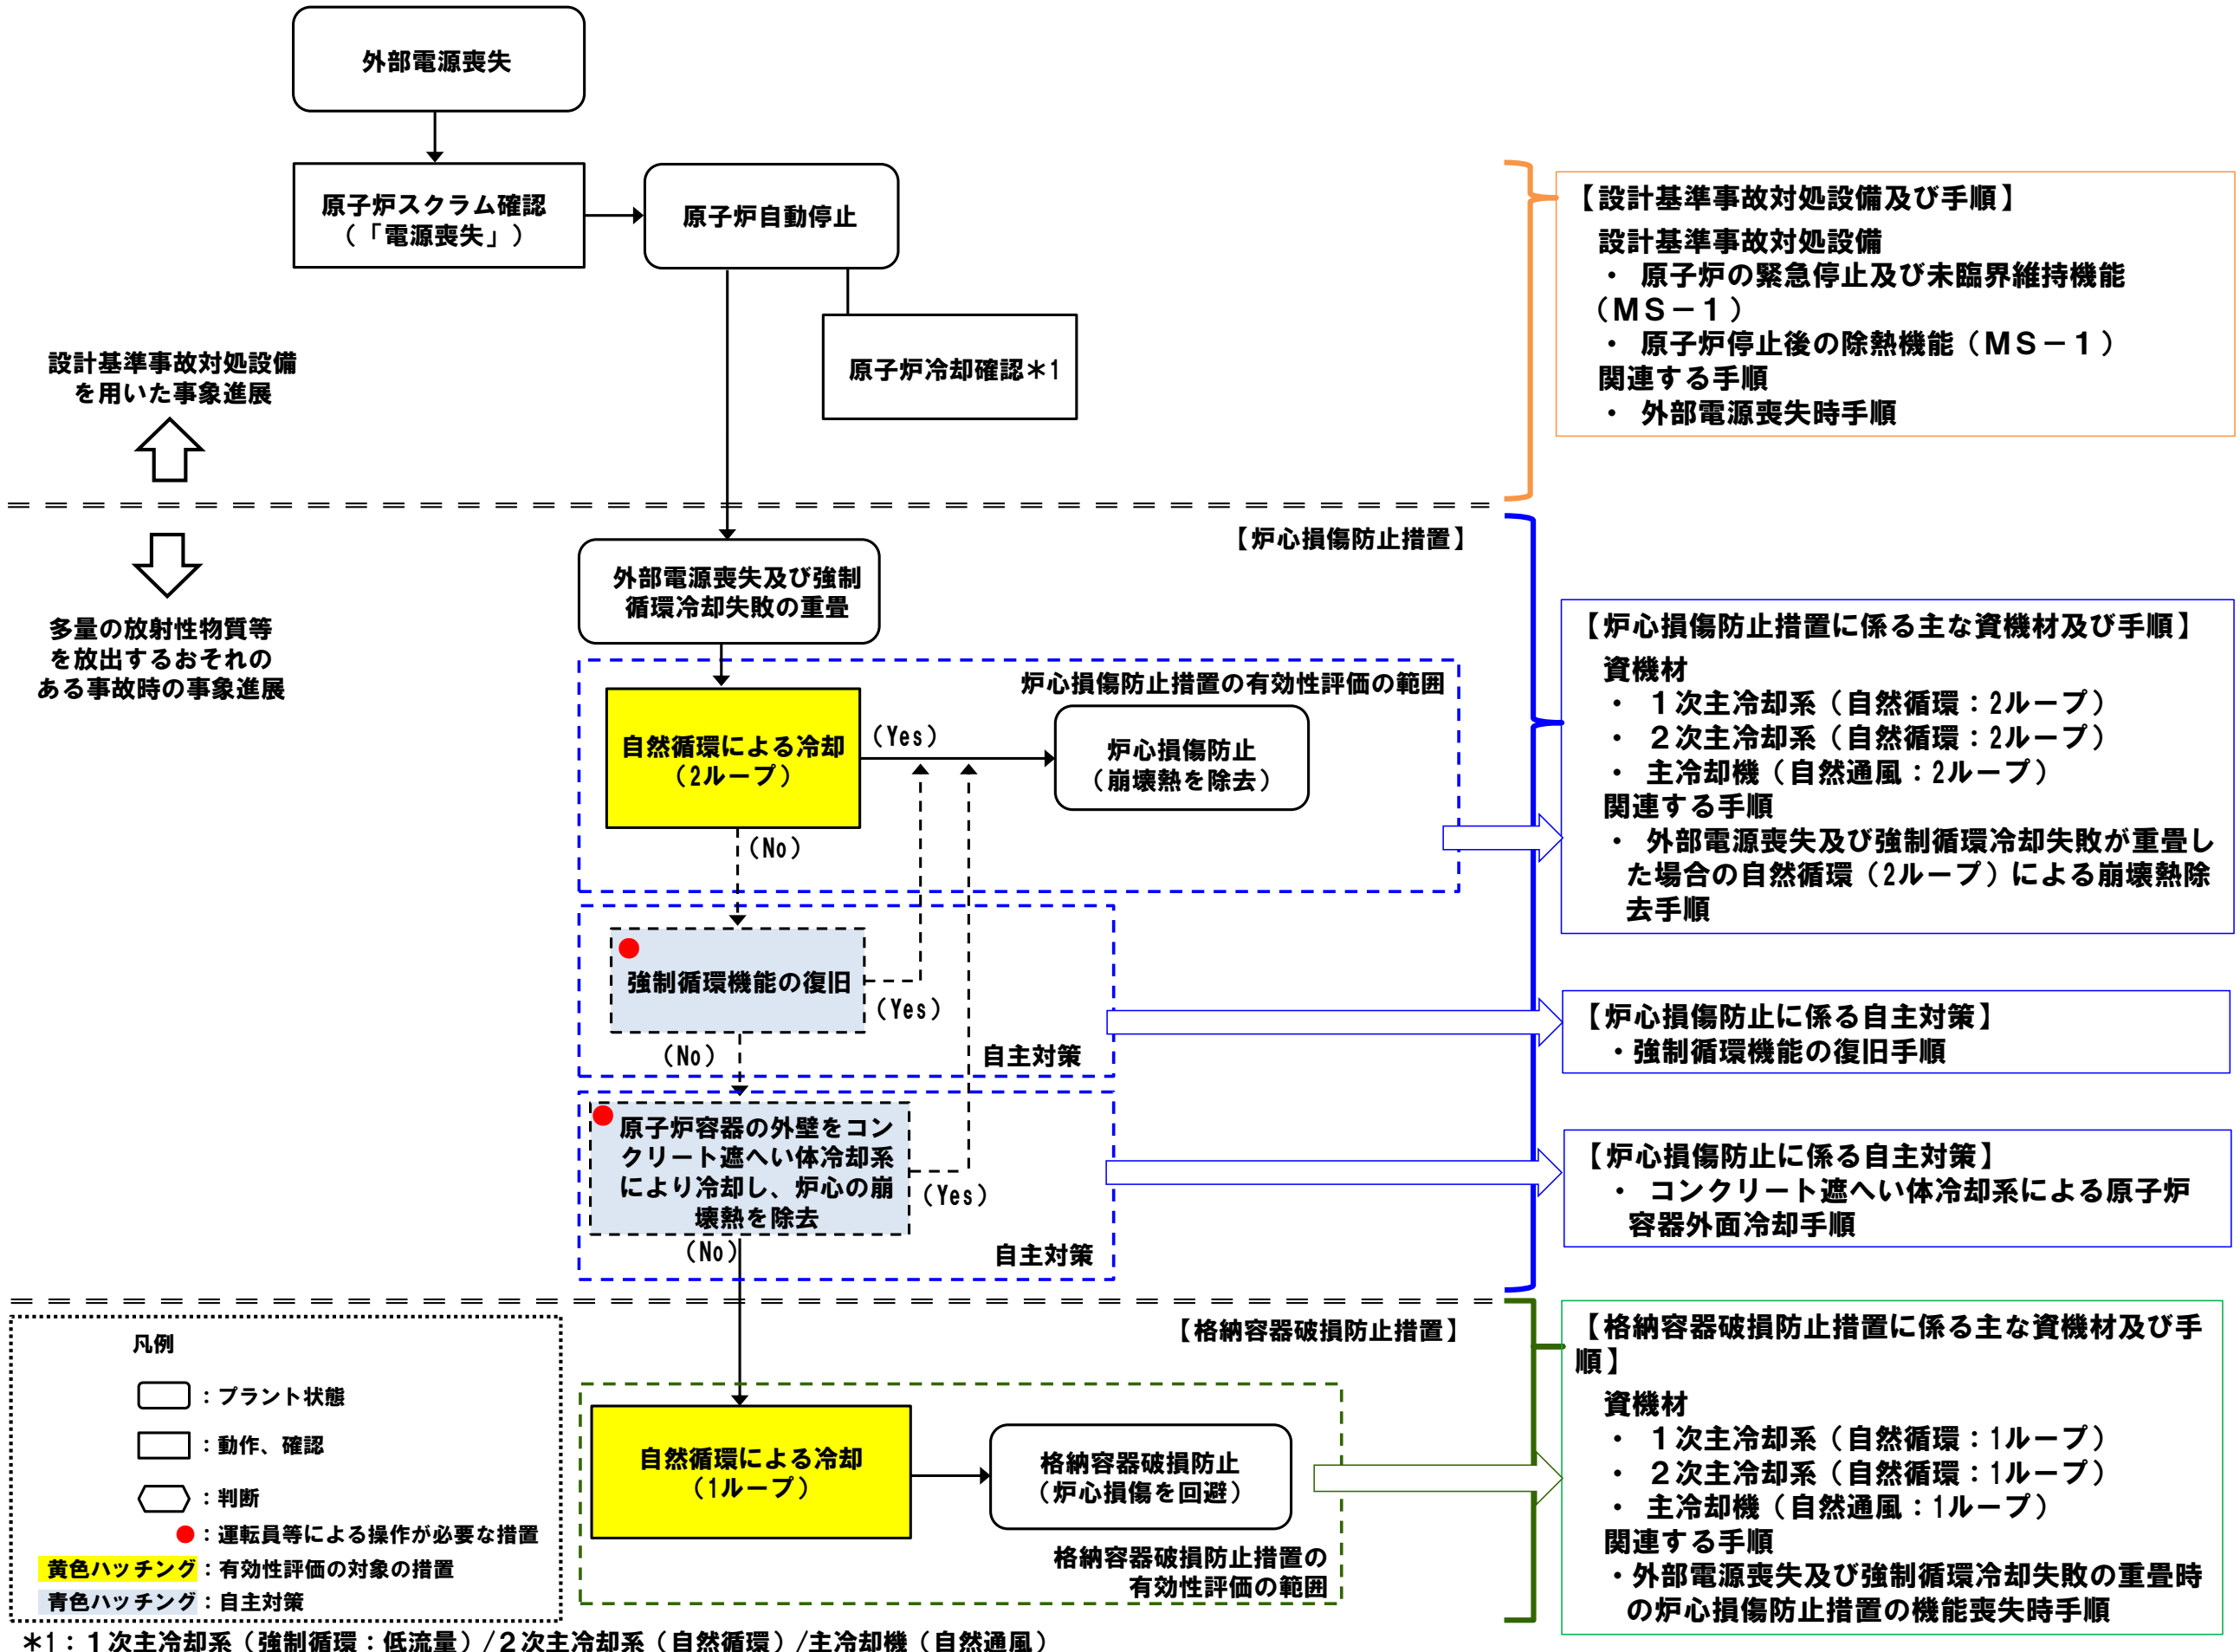 外部電源喪失
原子炉スクラム確認
（「電源喪失」）
原子炉自動停止
原子炉冷却確認＊1
設計基準事故対処設備
を用いた事象進展
【設計基準事故対処設備及び手順】
設計基準事故対処設備
・ 原子炉の緊急停止及び未臨界維持機能
（ＭＳ－１）
・ 原子炉停止後の除熱機能（ＭＳ－１）
関連する手順
・ 外部電源喪失時手順
多量の放射性物質等
を放出するおそれの
ある事故時の事象進展
【炉心損傷防止措置】
外部電源喪失及び強制
循環冷却失敗の重畳
炉心損傷防止措置の有効性評価の範囲
自然循環による冷却
（2ループ）
（Yes）
炉心損傷防止
（崩壊熱を除去）
（No）
強制循環機能の復旧
（Yes）
（No）
自主対策
原子炉容器の外壁をコン
クリート遮へい体冷却系
により冷却し、炉心の崩
壊熱を除去
（Yes）
（No）
自主対策
【炉心損傷防止措置に係る主な資機材及び手順】
資機材
・ １次主冷却系（自然循環：2ループ）
・ ２次主冷却系（自然循環：2ループ）
・ 主冷却機（自然通風：2ループ）
関連する手順
・ 外部電源喪失及び強制循環冷却失敗が重畳し
た場合の自然循環（2ループ）による崩壊熱除
去手順
【炉心損傷防止に係る自主対策】
・強制循環機能の復旧手順
【炉心損傷防止に係る自主対策】
・ コンクリート遮へい体冷却系による原子炉
容器外面冷却手順
【格納容器破損防止措置】
自然循環による冷却
（1ループ）
格納容器破損防止
（炉心損傷を回避）
格納容器破損防止措置の
有効性評価の範囲
【格納容器破損防止措置に係る主な資機材及び手
順】
資機材
・ １次主冷却系（自然循環：1ループ）
・ ２次主冷却系（自然循環：1ループ）
・ 主冷却機（自然通風：1ループ）
関連する手順
・外部電源喪失及び強制循環冷却失敗の重畳時
の炉心損傷防止措置の機能喪失時手順
凡例
：プラント状態
：動作、確認
：判断
：運転員等による操作が必要な措置
黄色ハッチング：有効性評価の対象の措置
青色ハッチング：自主対策
＊1：１次主冷却系（強制循環：低流量）/２次主冷却系（自然循環）/主冷却機（自然通風）